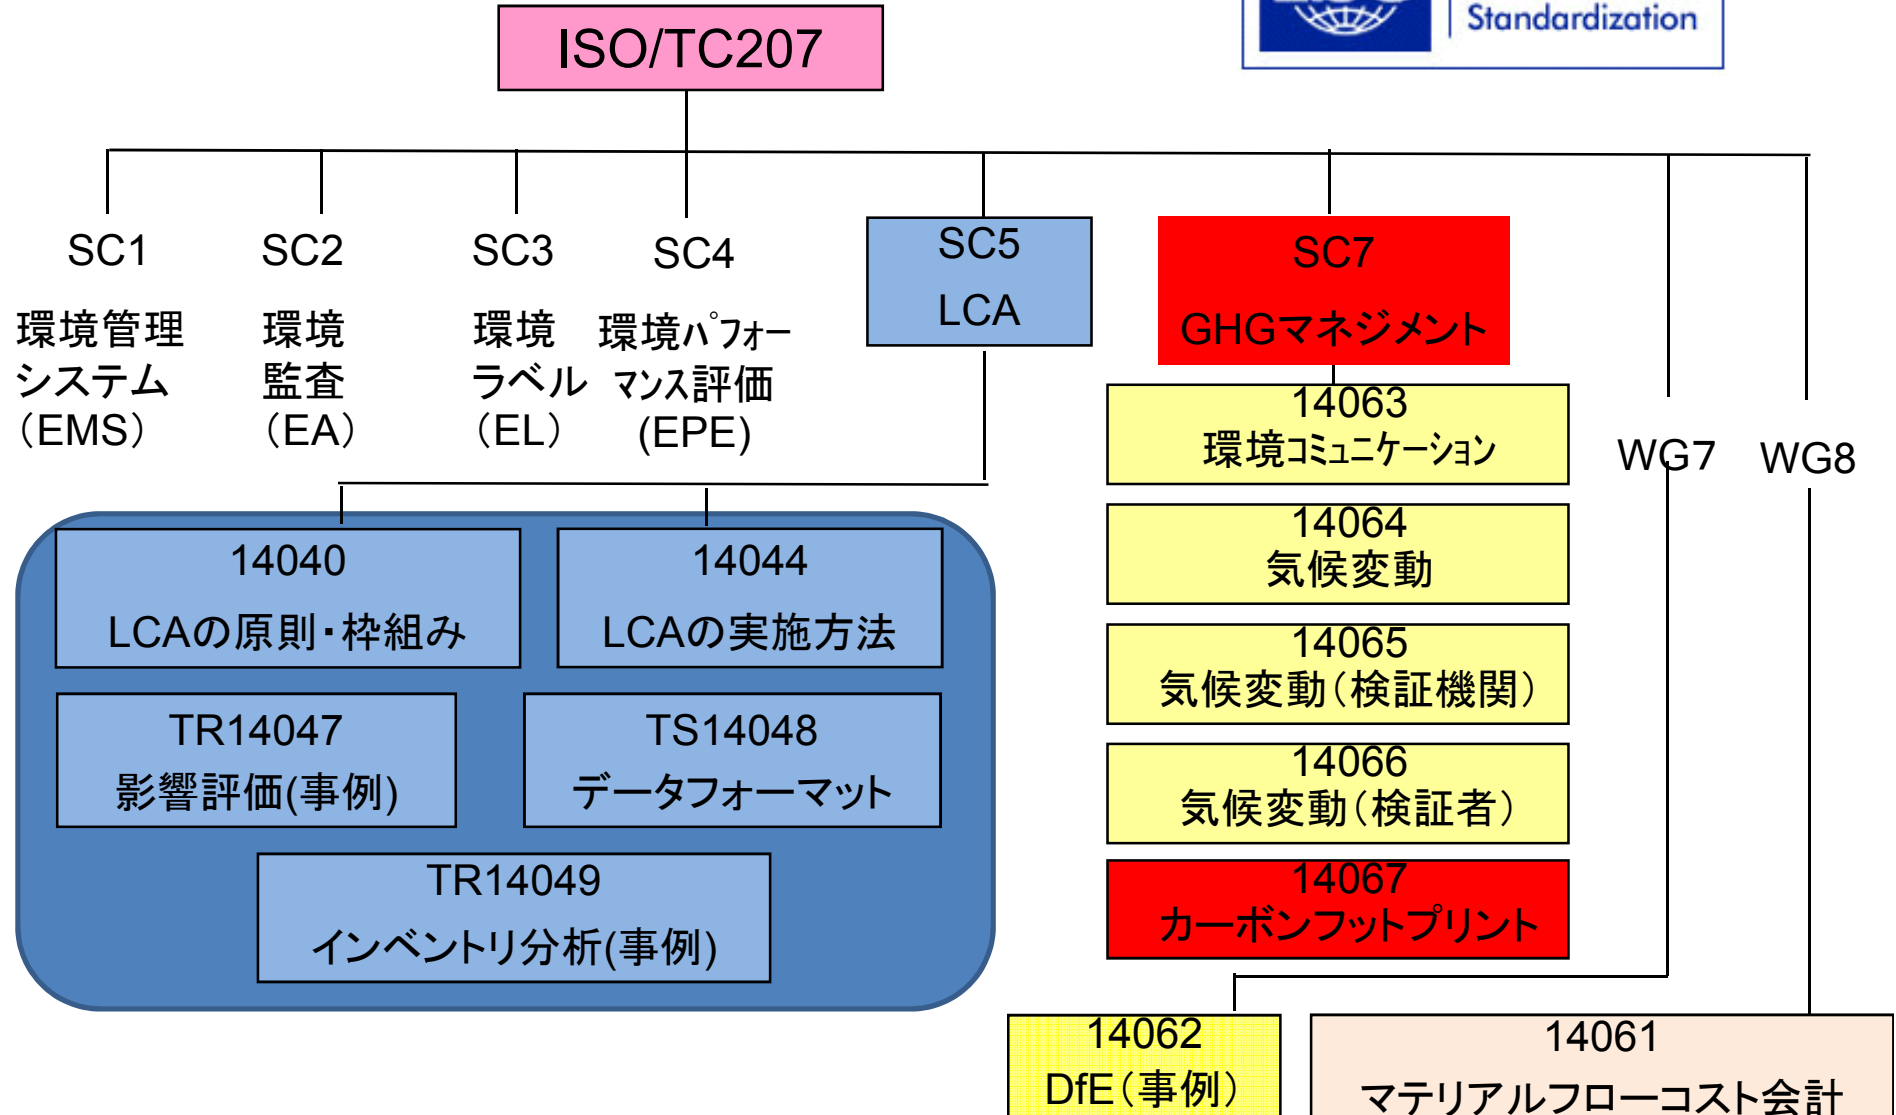 ISO/TC207
Standardization
SC1
環境管理
システム
（EMS）
SC2
環境
監査
（EA）
SC3
環境
ラベル
（EL）
SC4
環境ﾊﾟﾌｫｰ
ﾏﾝｽ評価
(EPE)
SC5
LCA
SC7
GHGマネジメント
14063
環境ｺﾐｭﾆｹｰｼｮﾝ
14064
気候変動
14065
気候変動（検証機関）
14066
気候変動（検証者）
14067
カーボンフットプリント
WG7
WG8
14040
LCAの原則・枠組み
14044
LCAの実施方法
TR14047
影響評価(事例)
TS14048
データフォーマット
TR14049
インベントリ分析(事例)
14062
DfE（事例）
14061
マテリアルフローコスト会計